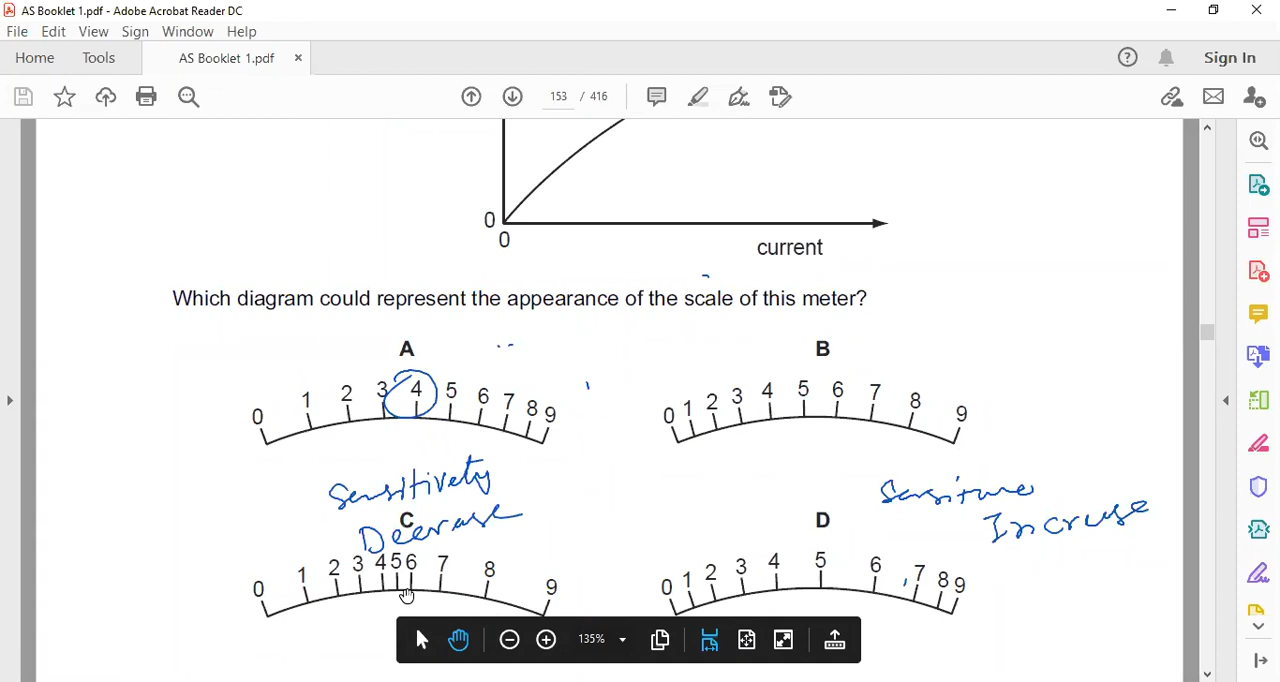 AS Booklet 1.pdf - Adobe Acrobat Reader DC
File Edit View Sign Window Help
Home Tools AS Booklet 1.pdf × Sign In
153 / 416
0
0
current
Which diagram could represent the appearance of the scale of this meter?
A
0 1 2 3 4 5 6 7 8 9
B
0 1 2 3 4 5 6 7 8 9
Sensitivety
Decrease
Increase
C
0 1 2 3 4 5 6 7 8 9
D
0 1 2 3 4 5 6 7 8 9
135%